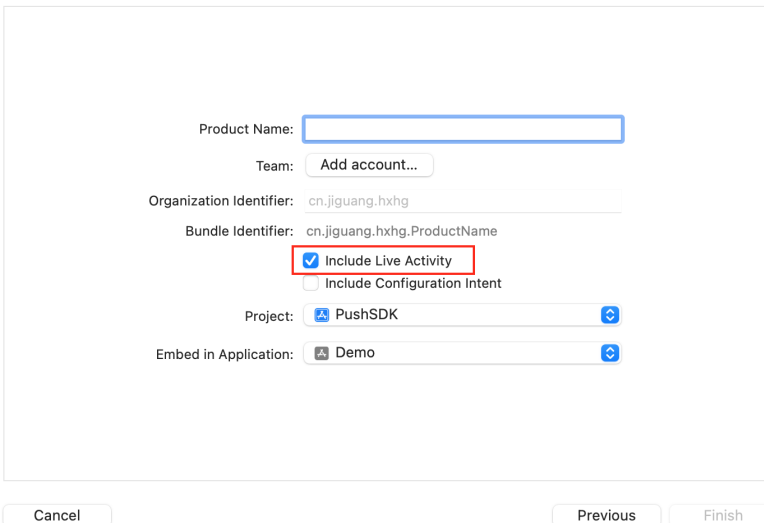 Product Name:
Team: Add account...
Organization Identifier: cn.jiguang.hxhg
Bundle Identifier: cn.jiguang.hxhg.ProductName
Include Live Activity
Include Configuration Intent
Project: PushSDK
Embed in Application: Demo
Cancel Previous Finish